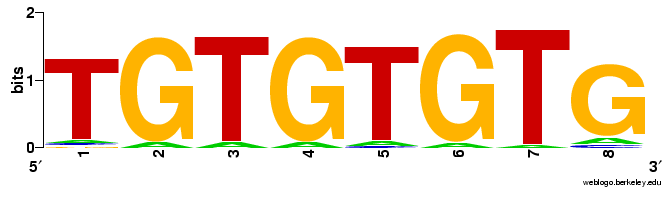 2
bits
1
0
TGTGTGTG
1 2 3 4 5 6 7 8
5′ 3′
weblogo.berkeley.edu